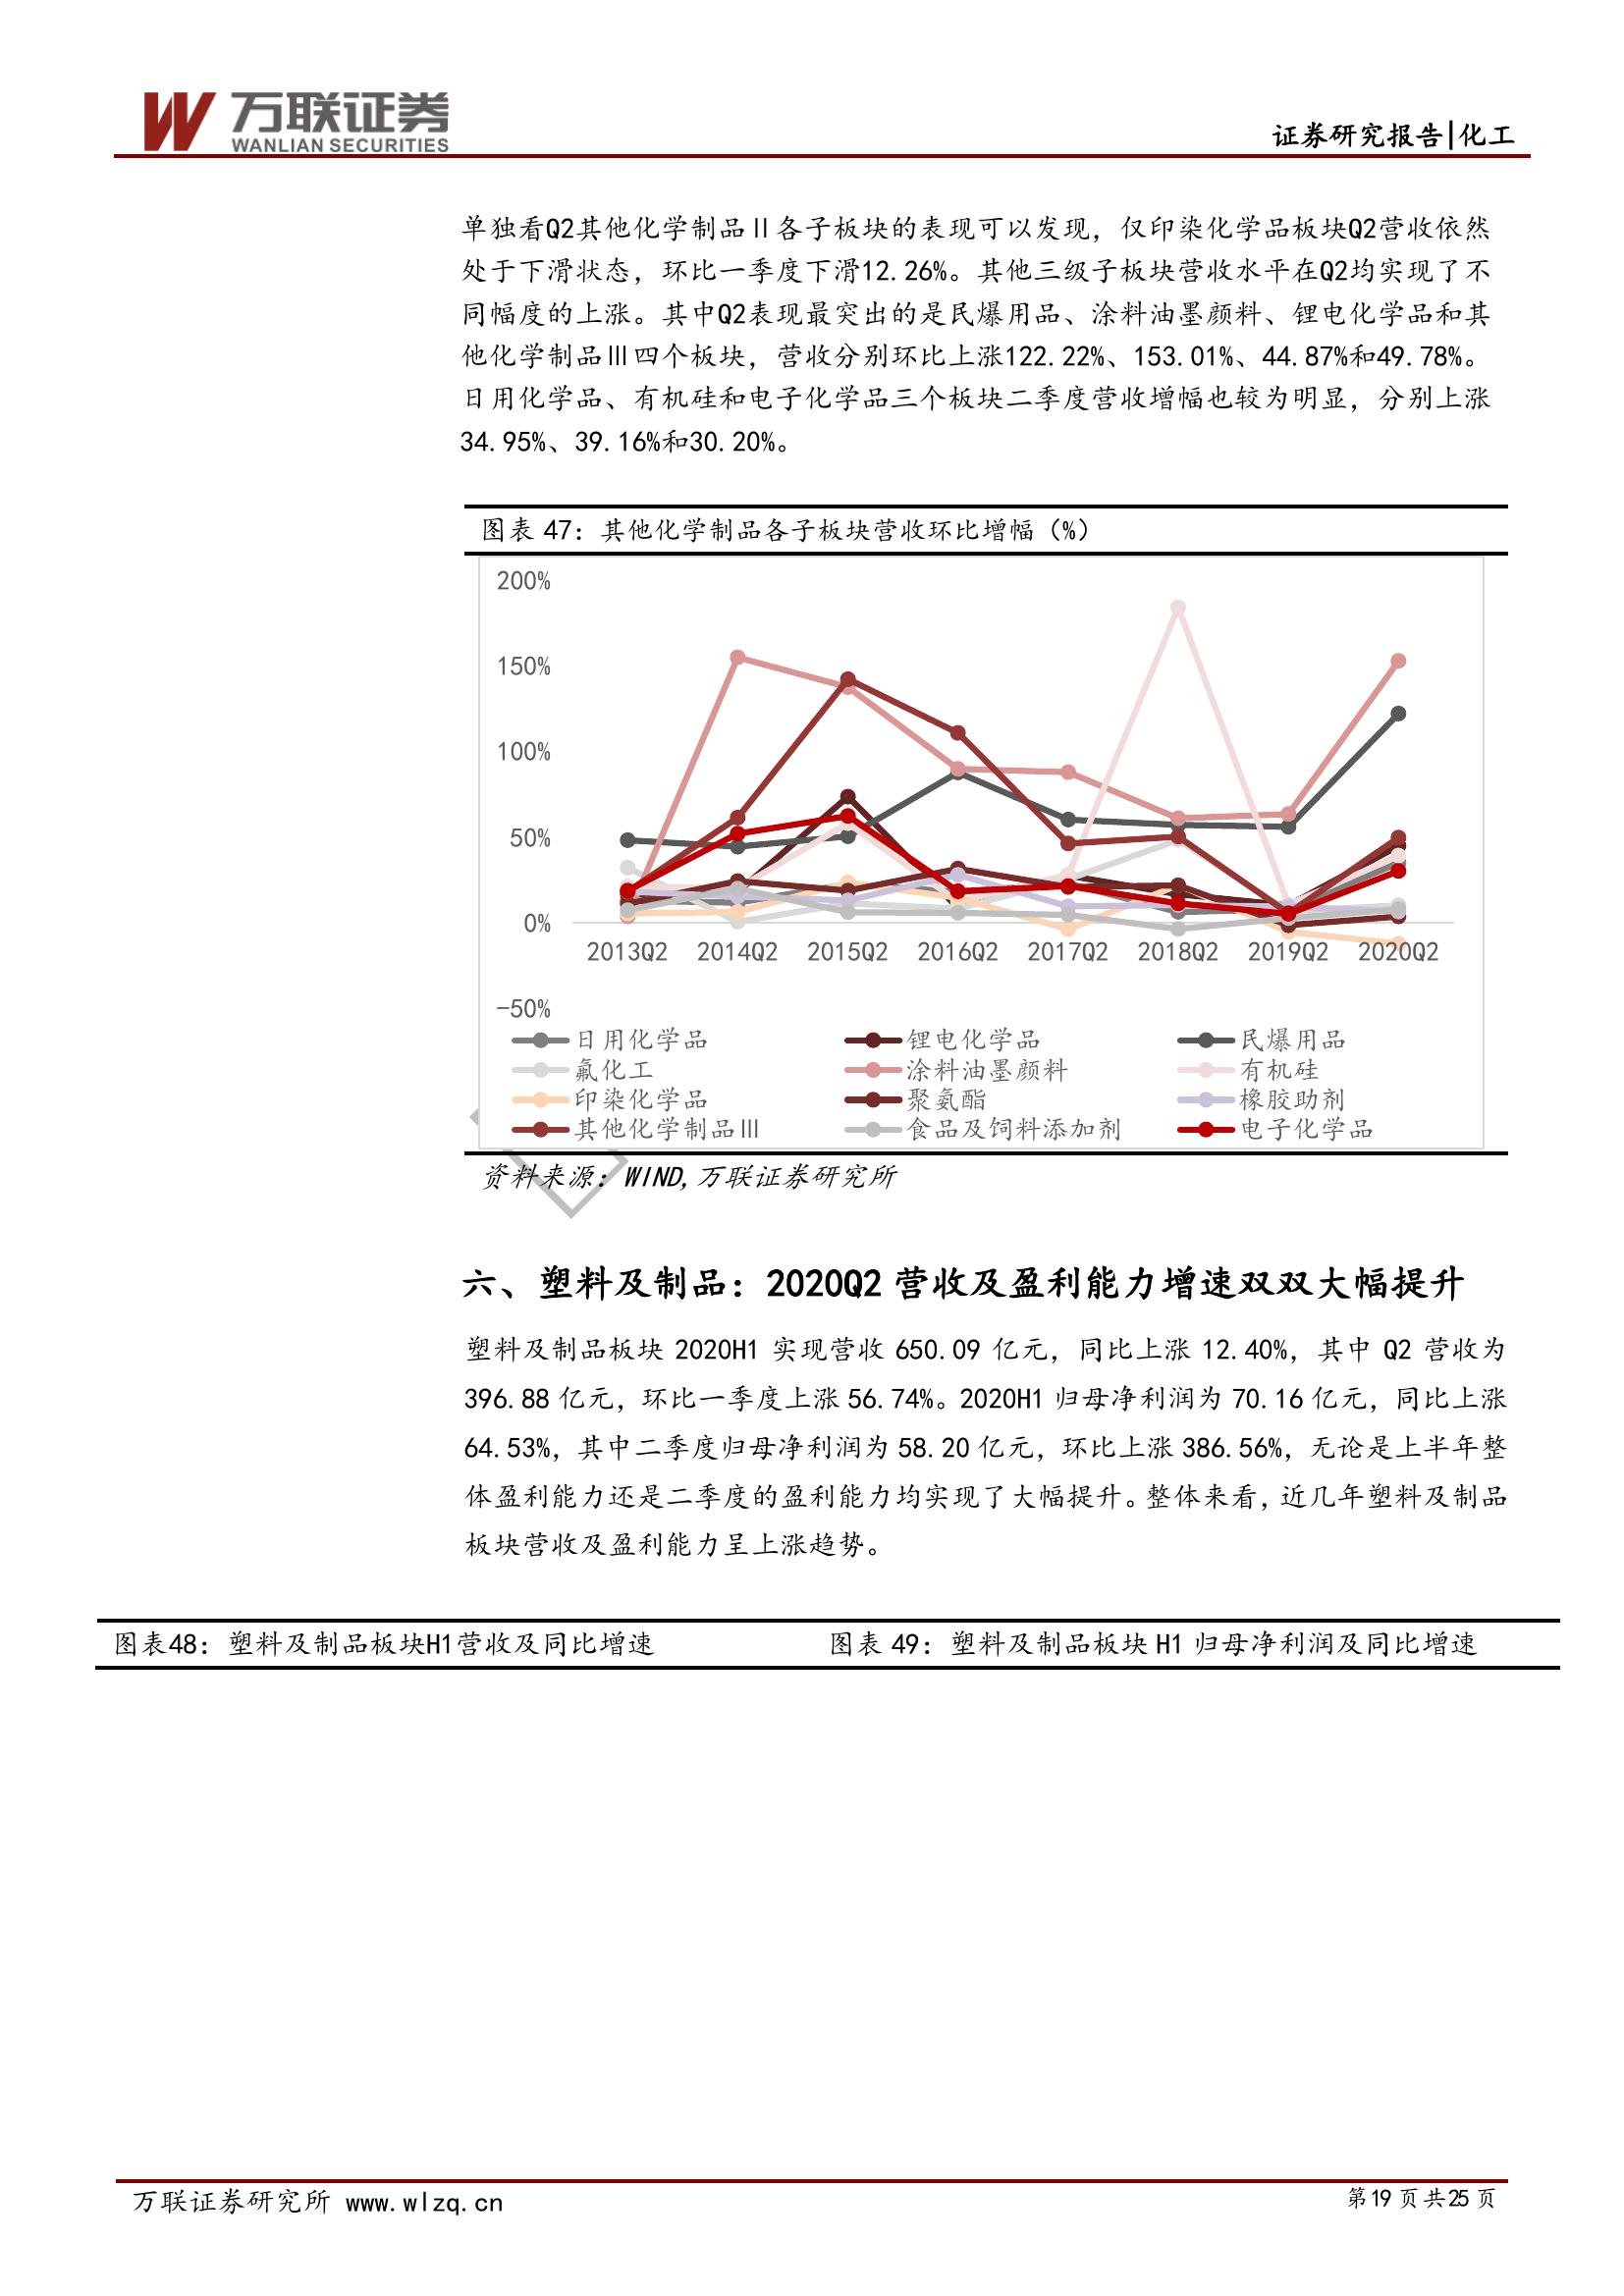 万联证券
WANLIAN SECURITIES
证券研究报告|化工
单独看Q2其他化学制品Ⅱ各子板块的表现可以发现，仅印染化学品板块Q2营收依然
处于下滑状态，环比一季度下滑12.26%。其他三级子板块营收水平在Q2均实现了不
同幅度的上涨。其中Q2表现最突出的是民爆用品、涂料油墨颜料、锂电化学品和其
他化学制品Ⅲ四个板块，营收分别环比上涨122.22%、153.01%、44.87%和49.78%。
日用化学品、有机硅和电子化学品三个板块二季度营收增幅也较为明显，分别上涨
34.95%、39.16%和30.20%。
图表 47：其他化学制品各子板块营收环比增幅（%）
200%
150%
100%
50%
0%
2013Q2 2014Q2 2015Q2 2016Q2 2017Q2 2018Q2 2019Q2 2020Q2
-50%
日用化学品 锂电化学品 民爆用品
氟化工 涂料油墨颜料 有机硅
印染化学品 聚氨酯 橡胶助剂
其他化学制品Ⅲ 食品及饲料添加剂 电子化学品
资料来源：WIND,万联证券研究所
六、塑料及制品：2020Q2 营收及盈利能力增速双双大幅提升
塑料及制品板块 2020H1 实现营收 650.09 亿元，同比上涨 12.40%，其中 Q2 营收为
396.88 亿元，环比一季度上涨 56.74%。2020H1 归母净利润为 70.16 亿元，同比上涨
64.53%，其中二季度归母净利润为 58.20 亿元，环比上涨 386.56%，无论是上半年整
体盈利能力还是二季度的盈利能力均实现了大幅提升。整体来看，近几年塑料及制品
板块营收及盈利能力呈上涨趋势。
图表48：塑料及制品板块H1营收及同比增速 图表 49：塑料及制品板块 H1 归母净利润及同比增速
万联证券研究所 www.wlzq.cn 第19页共25页